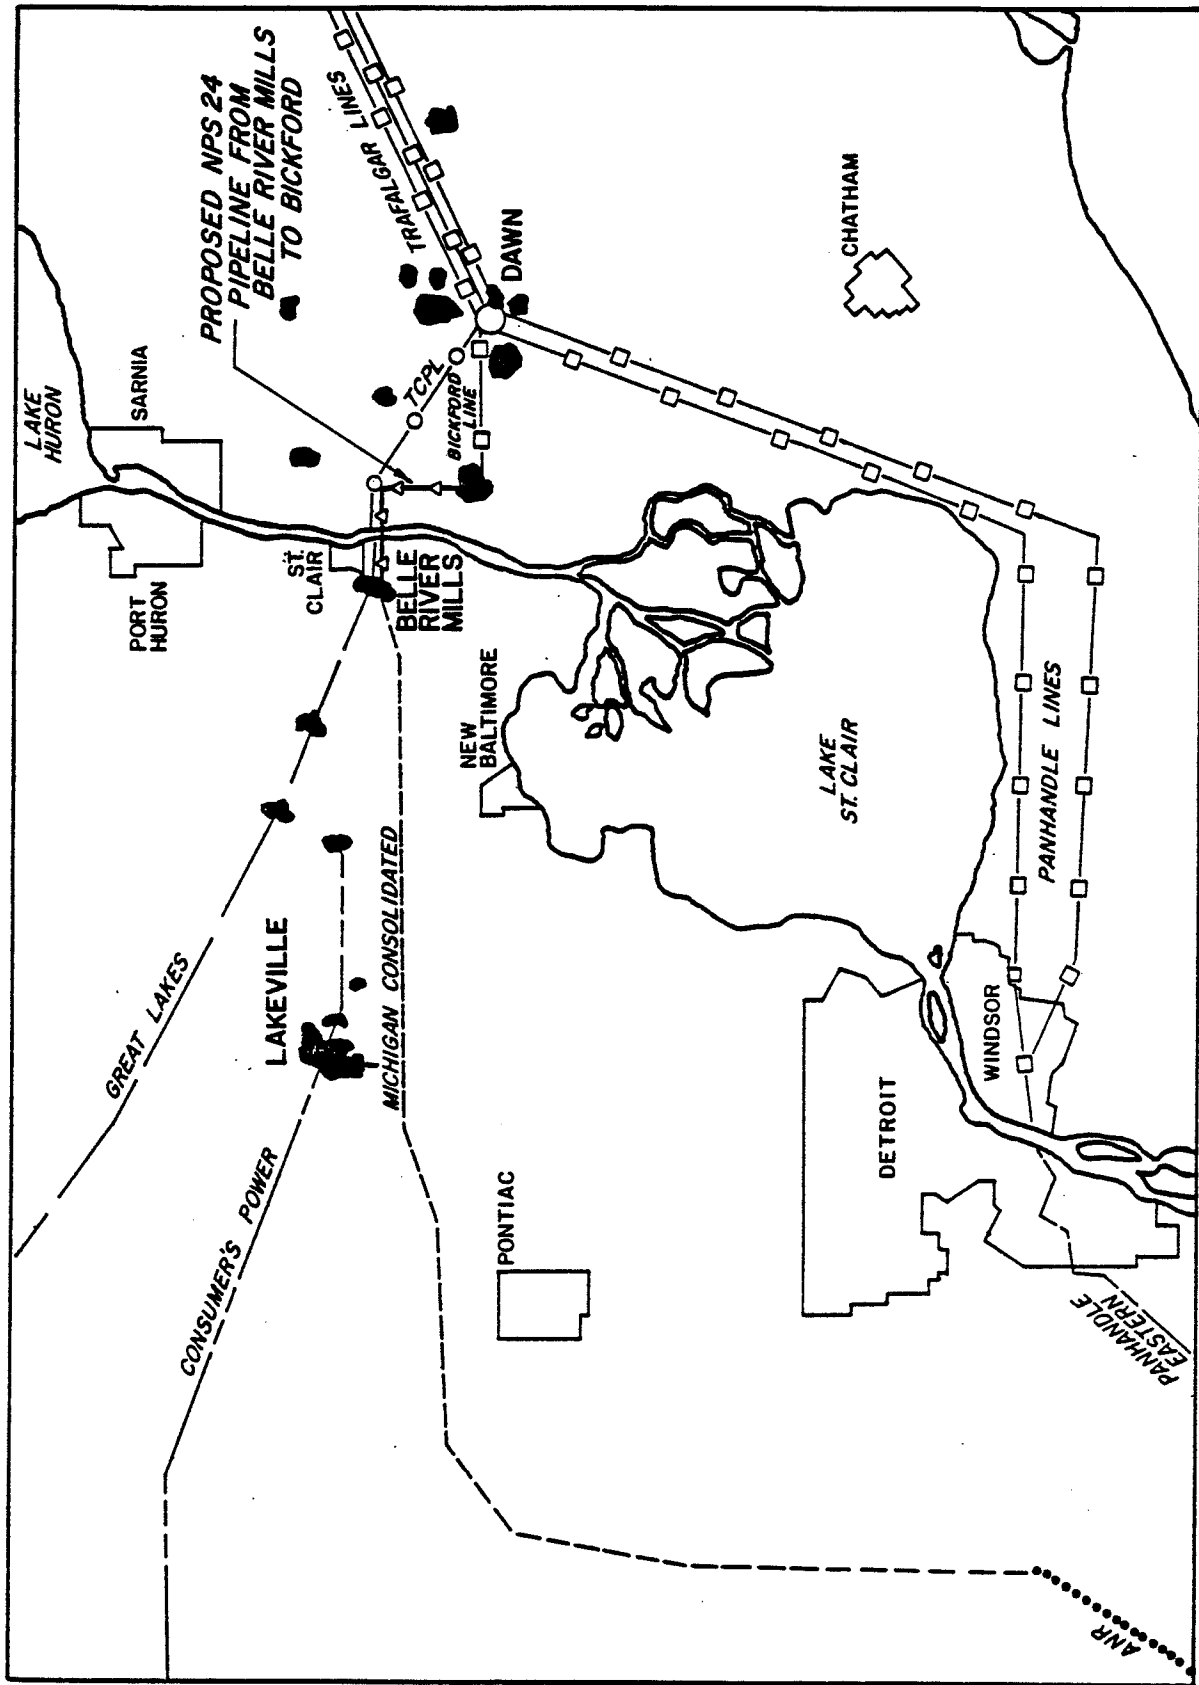 LAKE
HURON
SARNIA
PORT
HURON
PROPOSED NPS 24
PIPELINE FROM
BELLE RIVER MILLS
TO BICKFORD
TRAFALGAR LINES
DAWN
TCPL
BICKFORD
LINE
ST.
CLAIR
BELLE
RIVER
MILLS
CHATHAM
NEW
BALTIMORE
LAKE
ST. CLAIR
PANHANDLE LINES
GREAT LAKES
LAKEVILLE
MICHIGAN CONSOLIDATED
CONSUMER'S POWER
PONTIAC
DETROIT
WINDSOR
PANHANDLE
EASTERN
ANR